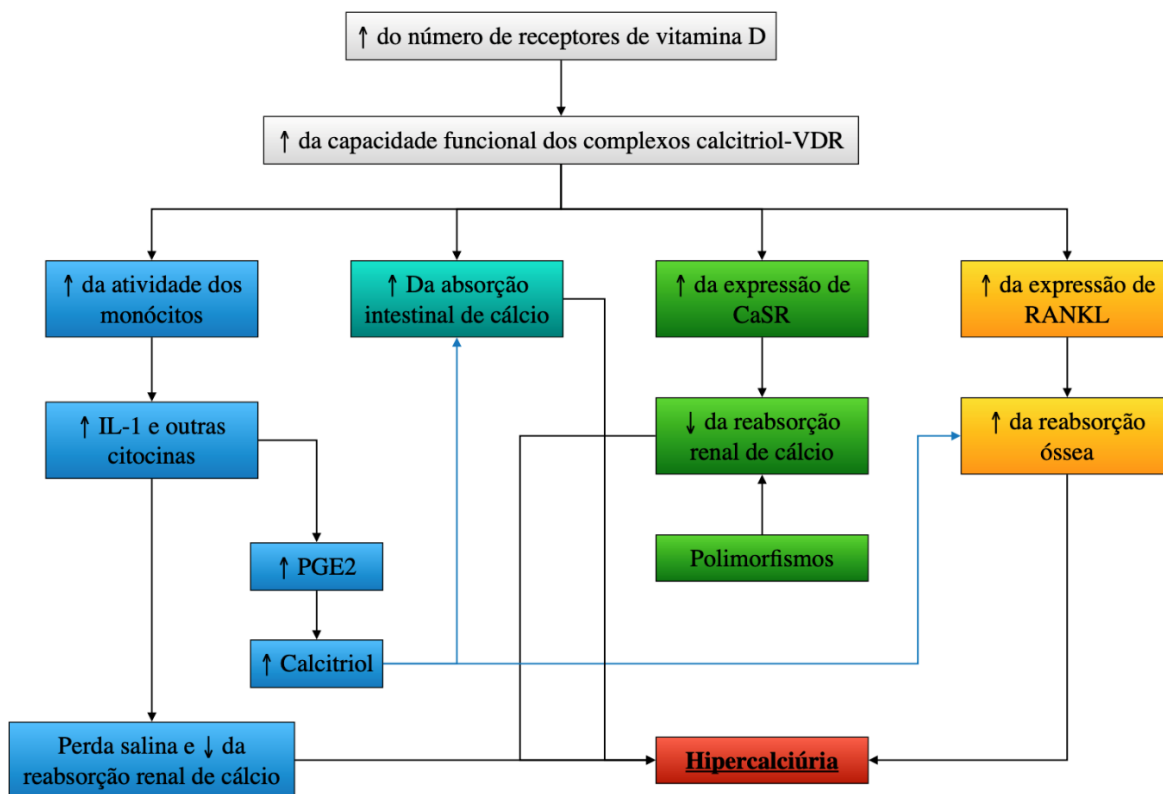 ↑ do número de receptores de vitamina D
↑ da capacidade funcional dos complexos calcitriol-VDR
↑ da atividade dos
monócitos
↑ Da absorção
intestinal de cálcio
↑ da expressão de
CaSR
↑ da expressão de
RANKL
↑ IL-1 e outras
citocinas
↓ da reabsorção
renal de cálcio
↑ da reabsorção
óssea
↑ PGE2
Polimorfismos
↑ Calcitriol
Perda salina e ↓ da
reabsorção renal de cálcio
Hipercalciúria